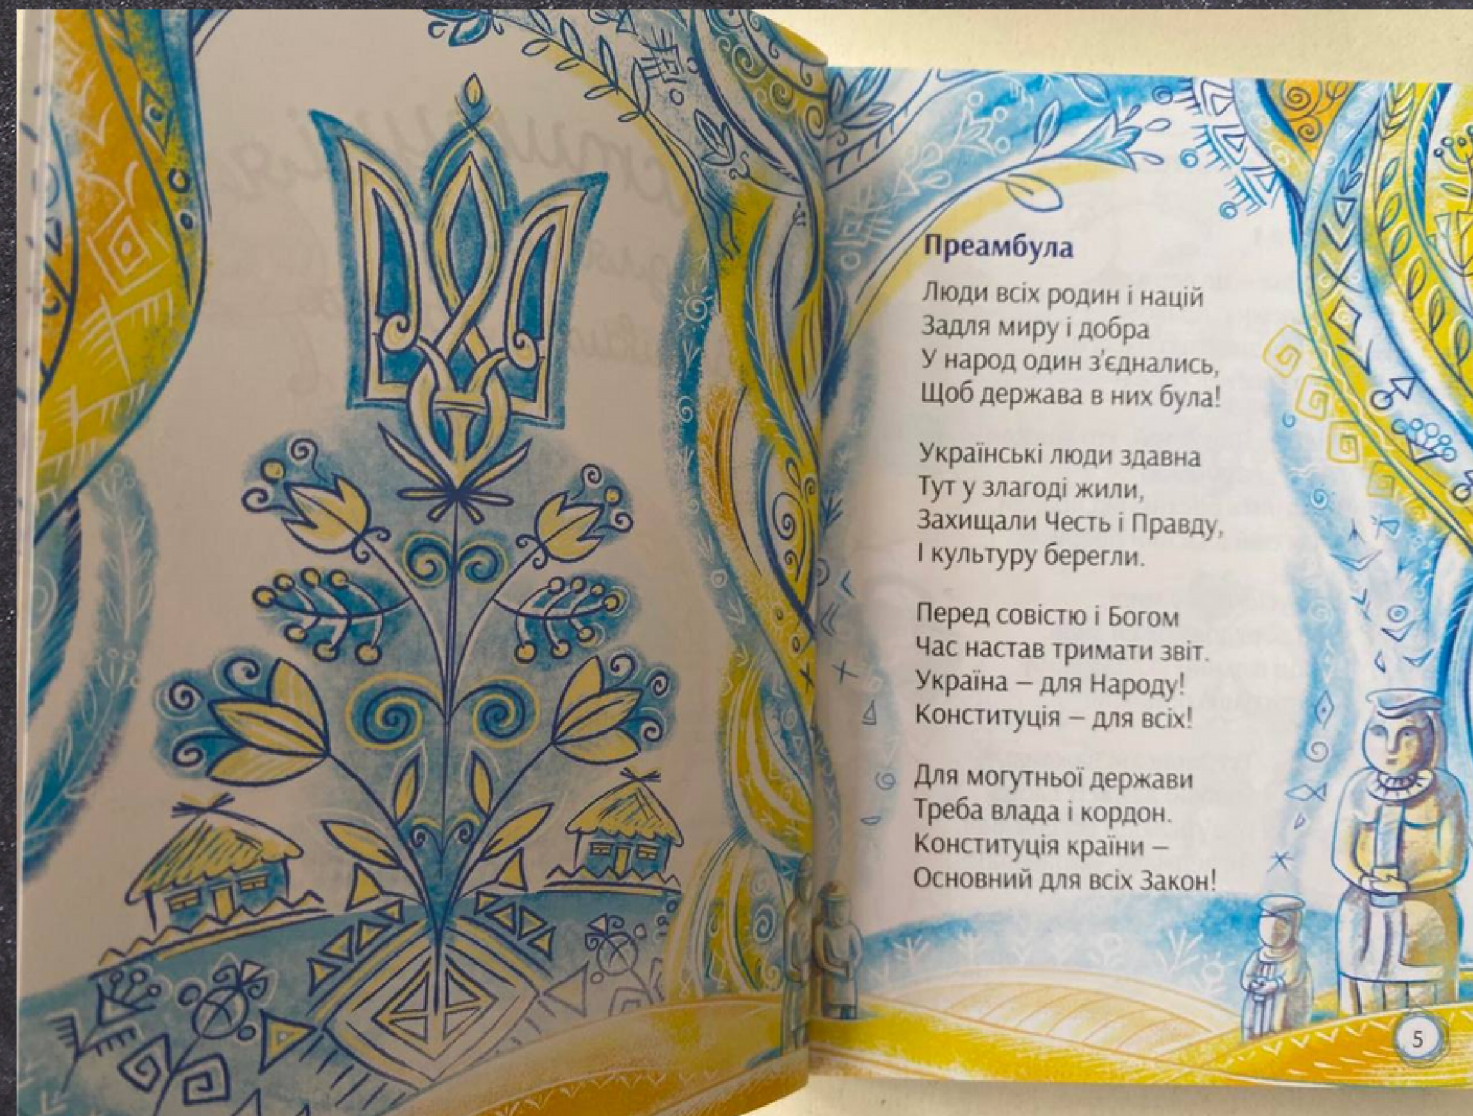 Преамбула
Люди всіх родин і націй
Задля миру і добра
У народ один з'єднались,
Щоб держава в них була!
Українські люди здавна
Тут у злагоді жили,
Захищали Честь і Правду,
І культуру берегли.
Перед совістю і Богом
Час настав тримати звіт.
Україна – для Народу!
Конституція – для всіх!
Для могутньої держави
Треба влада і кордон.
Конституція країни –
Основний для всіх Закон!
5